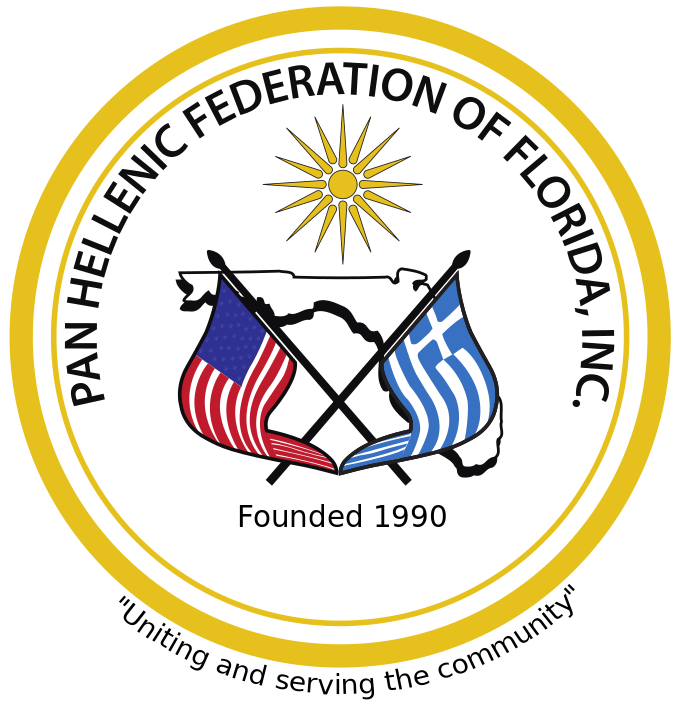 PAN HELLENIC FEDERATION OF FLORIDA, INC.
Founded 1990
"Uniting and serving the community"